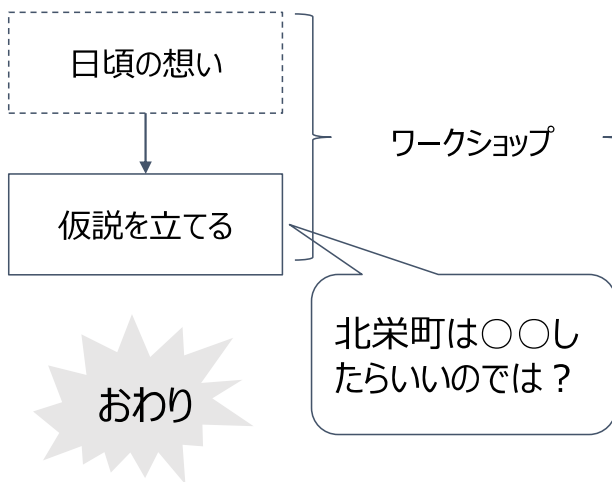 日頃の想い
ワークショップ
仮説を立てる
北栄町は○○し
たらいいのでは？
おわり